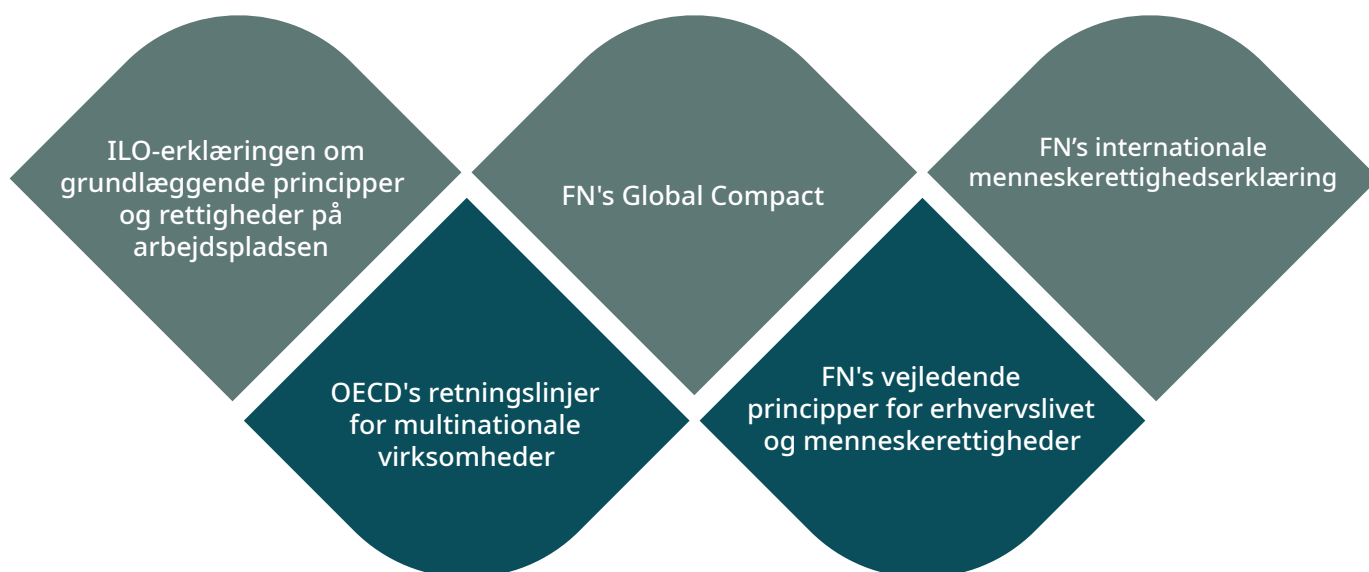 ILO-erklæringen om
grundlæggende principper
og rettigheder på
arbejdspladsen
FN's Global Compact
FN’s internationale
menneskerettighedserklæring
OECD's retningslinjer
for multinationale
virksomheder
FN's vejledende
principper for erhvervslivet
og menneskerettigheder